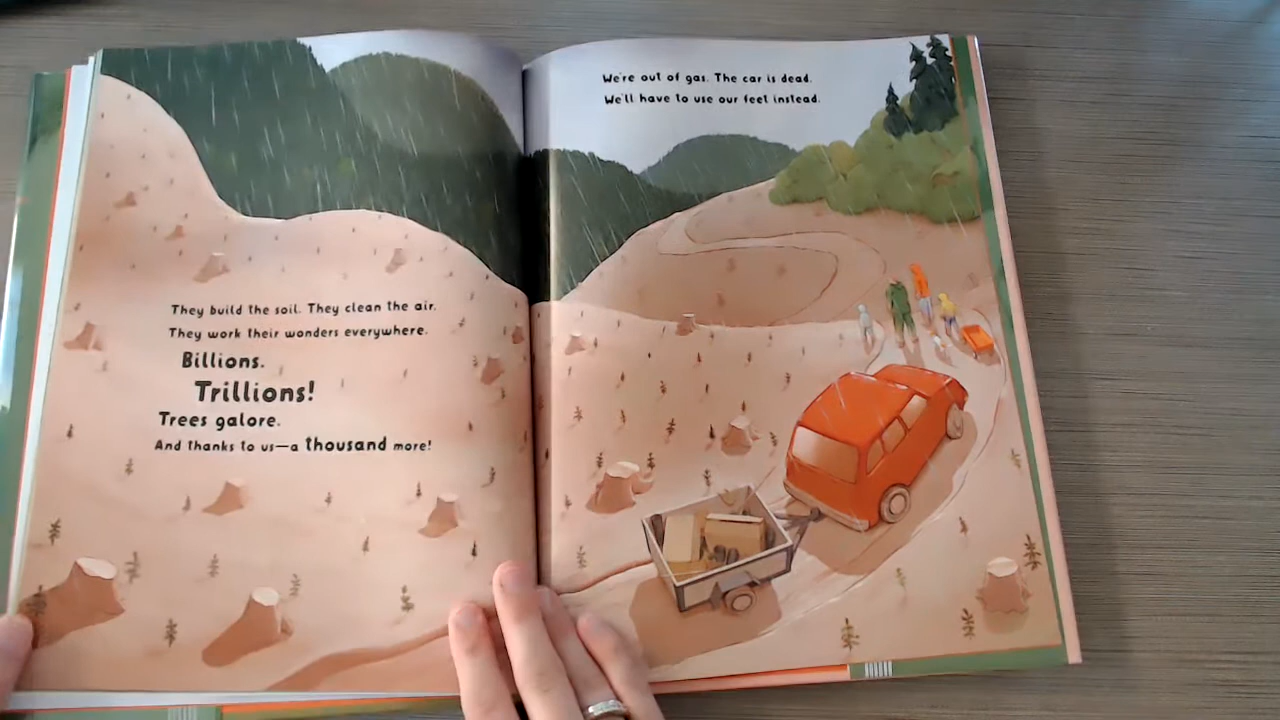 They build the soil. They clean the air.
They work their wonders everywhere.
Billions.
Trillions!
Trees galore.
And thanks to us—a thousand more!
We're out of gas. The car is dead.
We'll have to use our feet instead.